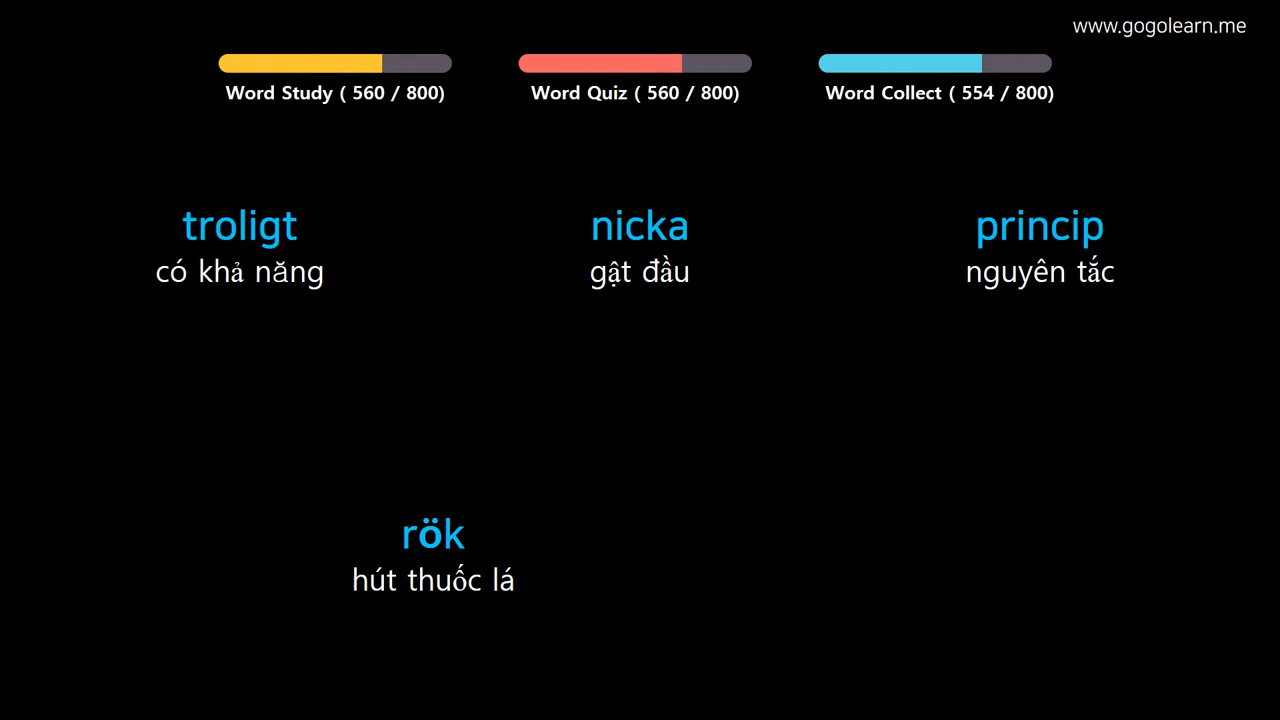 www.gogolearn.me
Word Study ( 560 / 800)
Word Quiz ( 560 / 800)
Word Collect ( 554 / 800)
troligt
có khả năng
nicka
gật đầu
princip
nguyên tắc
rök
hút thuốc lá